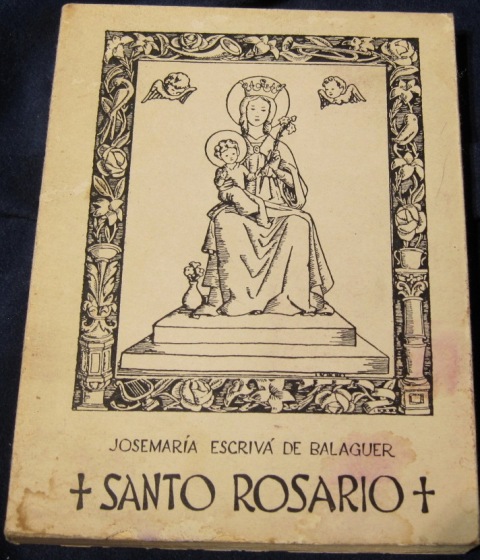 JOSEMARÍA ESCRIVÁ DE BALAGUER
✝ SANTO ROSARIO ✝